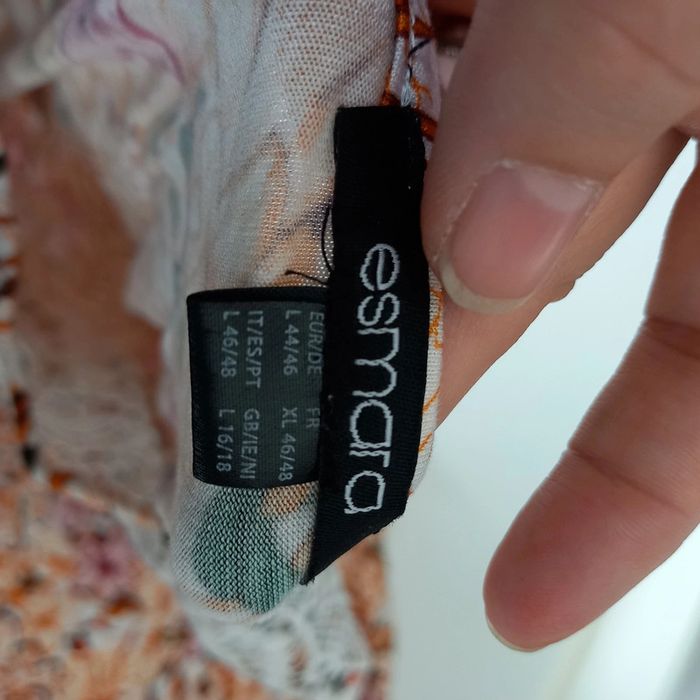 esmara
EUR/DE FR
L 44/46 XL 46/48
IT/ES/PT GB/IE/NI
L 46/48 L 16/18